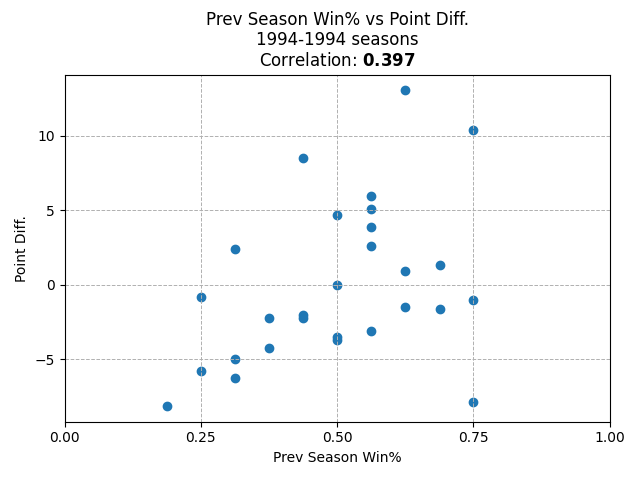 Prev Season Win% vs Point Diff.
1994-1994 seasons
Correlation: 0.397
Point Diff.
10
5
0
−5
0.00 0.25 0.50 0.75 1.00
Prev Season Win%